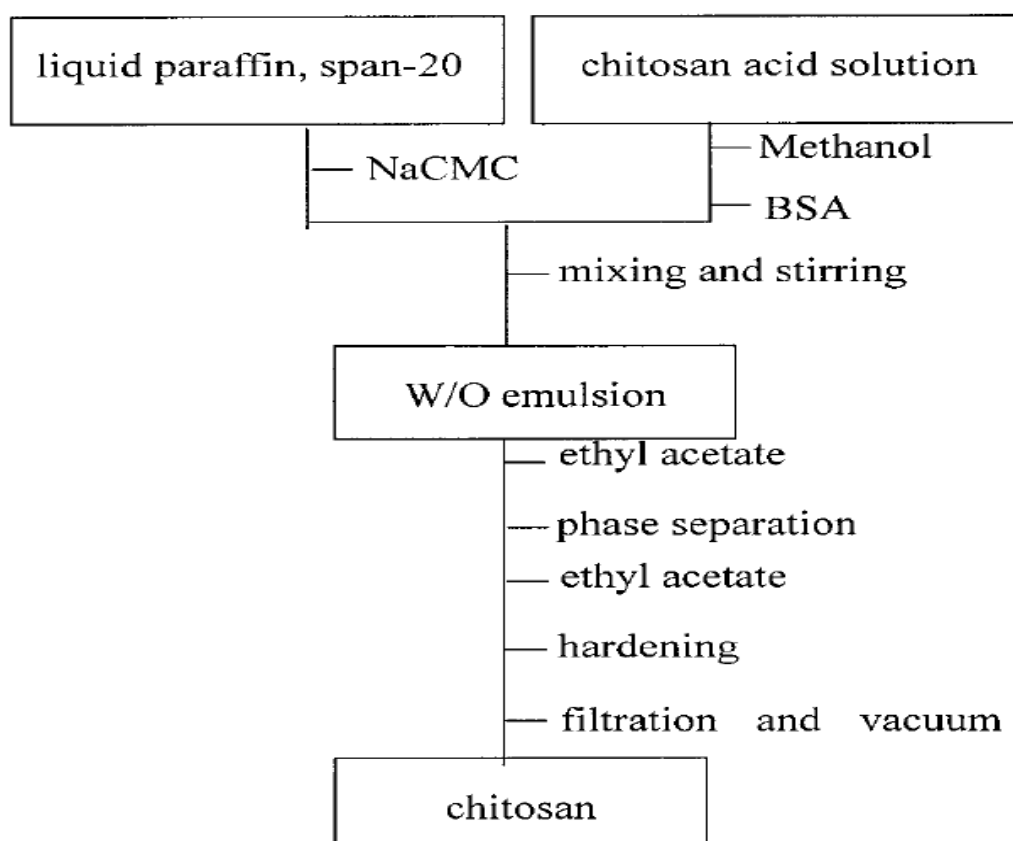 liquid paraffin, span-20
chitosan acid solution
NaCMC
Methanol
BSA
mixing and stirring
W/O emulsion
ethyl acetate
phase separation
ethyl acetate
hardening
filtration and vacuum
chitosan